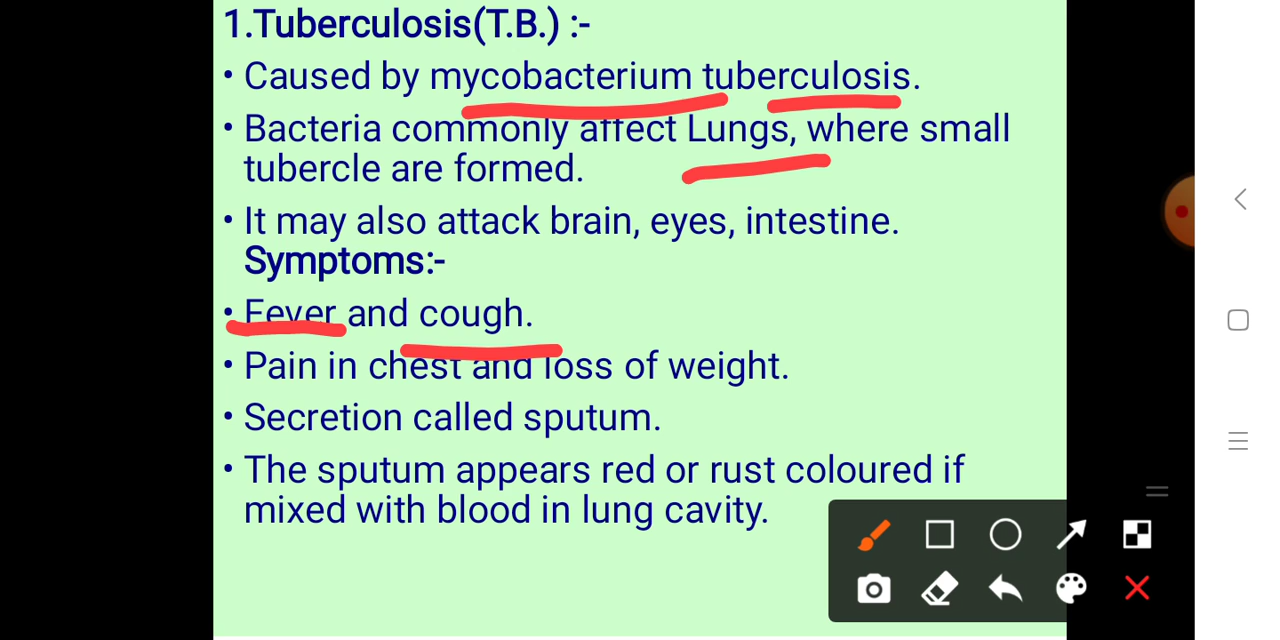 1.Tuberculosis(T.B.) :-
• Caused by mycobacterium tuberculosis.
• Bacteria commonly affect Lungs, where small
tubercle are formed.
• It may also attack brain, eyes, intestine.
Symptoms:-
• Fever and cough.
• Pain in chest and loss of weight.
• Secretion called sputum.
• The sputum appears red or rust coloured if
mixed with blood in lung cavity.